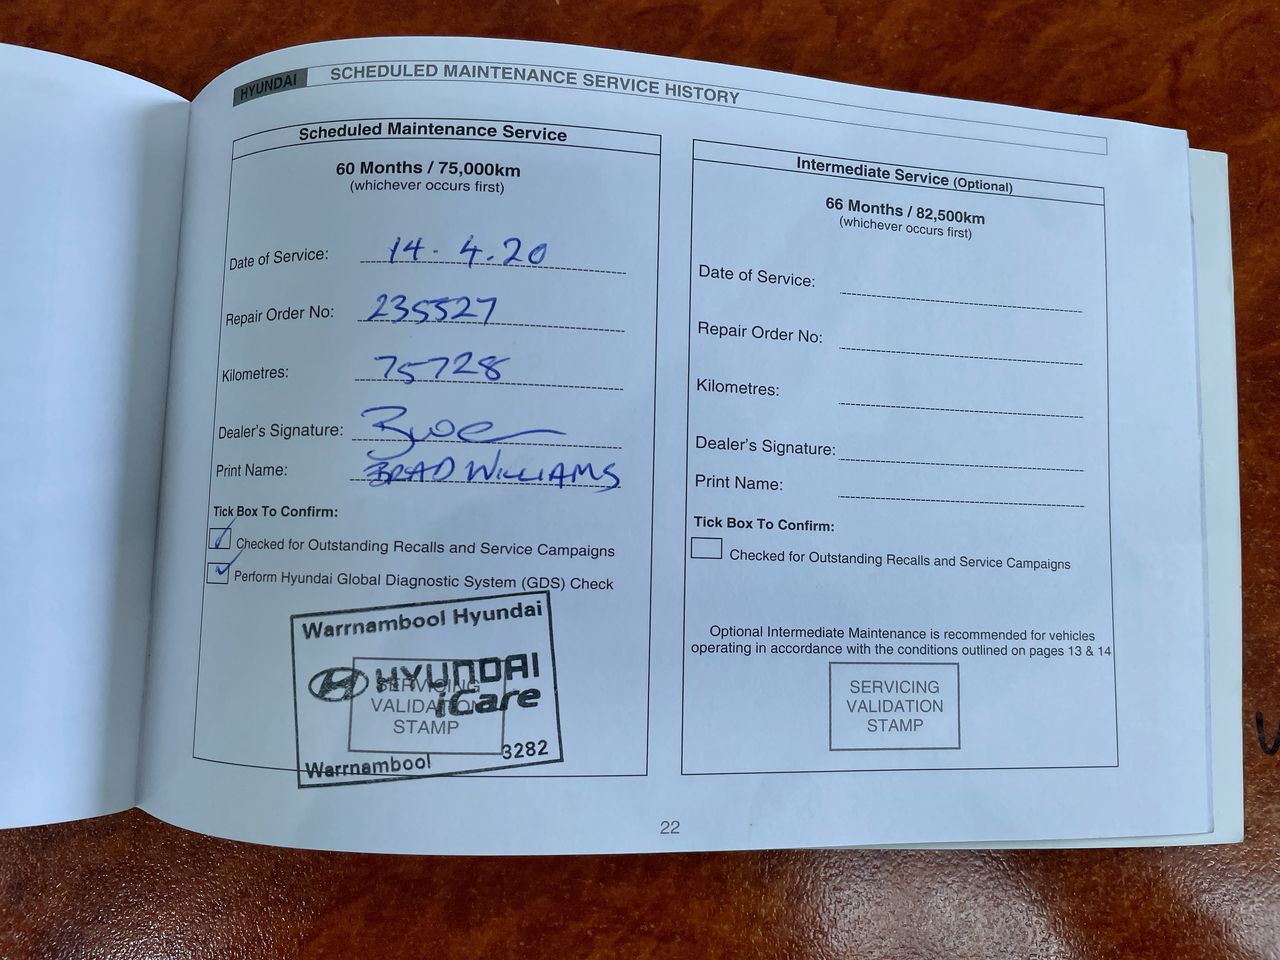 HYUNDAI SCHEDULED MAINTENANCE SERVICE HISTORY
Scheduled Maintenance Service
60 Months / 75,000km
(whichever occurs first)
Date of Service: 14.4.20
Repair Order No: 235527
Kilometres: 75728
Dealer's Signature:
Print Name: BRAD WILLIAMS
Tick Box To Confirm:
Checked for Outstanding Recalls and Service Campaigns
Perform Hyundai Global Diagnostic System (GDS) Check
Warrnambool Hyundai
HYUNDAI
iCare
SERVICING
VALIDATION
STAMP
Warrnambool 3282
Intermediate Service (Optional)
66 Months / 82,500km
(whichever occurs first)
Date of Service:
Repair Order No:
Kilometres:
Dealer's Signature:
Print Name:
Tick Box To Confirm:
Checked for Outstanding Recalls and Service Campaigns
Optional Intermediate Maintenance is recommended for vehicles
operating in accordance with the conditions outlined on pages 13 & 14
SERVICING
VALIDATION
STAMP
22